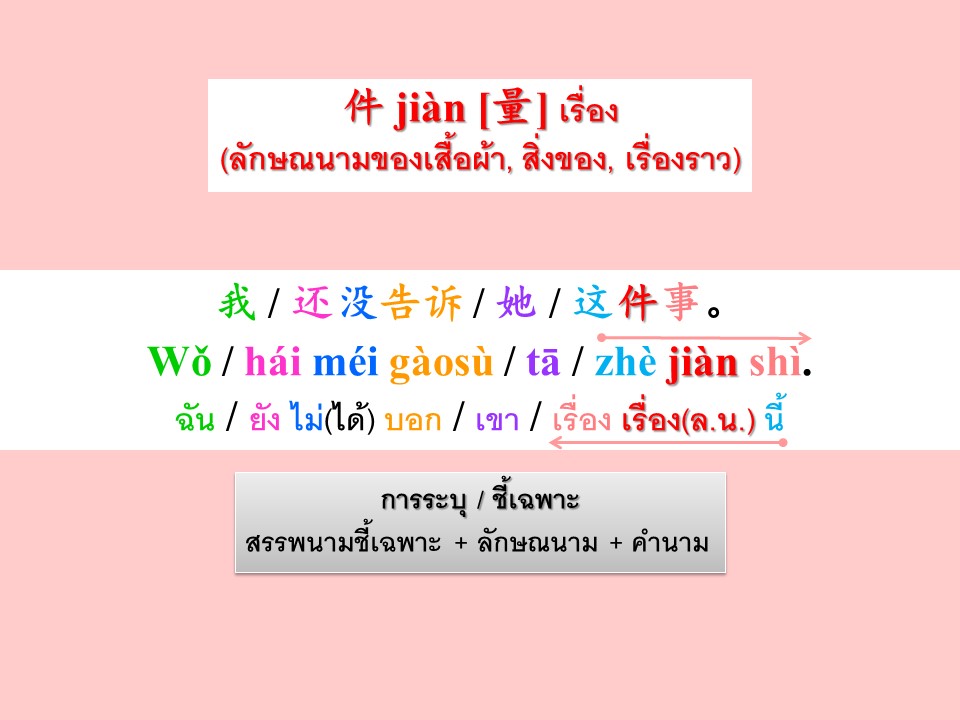 件 jiàn [量] เรื่อง
(ลักษณนามของเสื้อผ้า, สิ่งของ, เรื่องราว)
我 / 还没告诉 / 她 / 这件事。
Wǒ / hái méi gàosù / tā / zhè jiàn shì.
ฉัน / ยัง ไม่(ได้) บอก / เขา / เรื่อง เรื่อง(ล.น.) นี้
การระบุ / ชี้เฉพาะ
สรรพนามชี้เฉพาะ + ลักษณนาม + คำนาม